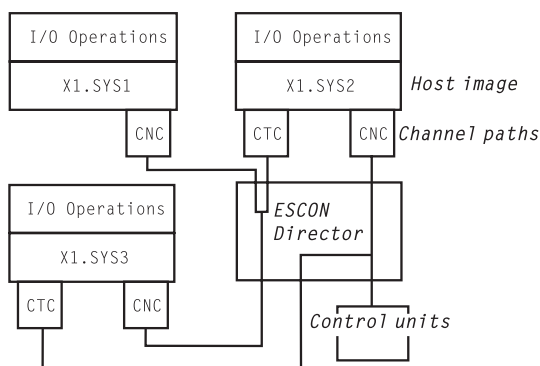 I/O Operations
X1.SYS1
CNC
I/O Operations
X1.SYS2
Host image
CTC
CNC
Channel paths
I/O Operations
X1.SYS3
CTC
CNC
ESCON
Director
Control units